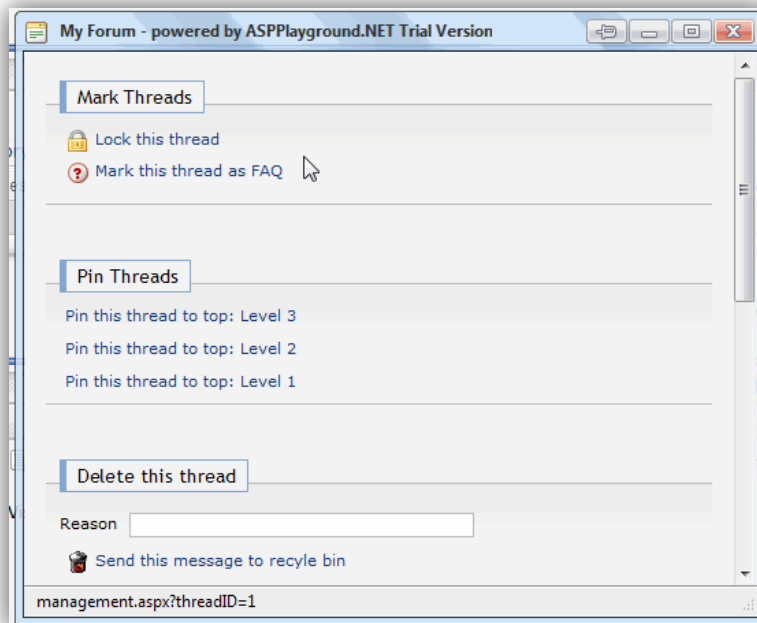 My Forum - powered by ASPPlayground.NET Trial Version
Mark Threads
Lock this thread
Mark this thread as FAQ
Pin Threads
Pin this thread to top: Level 3
Pin this thread to top: Level 2
Pin this thread to top: Level 1
Delete this thread
Reason
Send this message to recyle bin
management.aspx?threadID=1